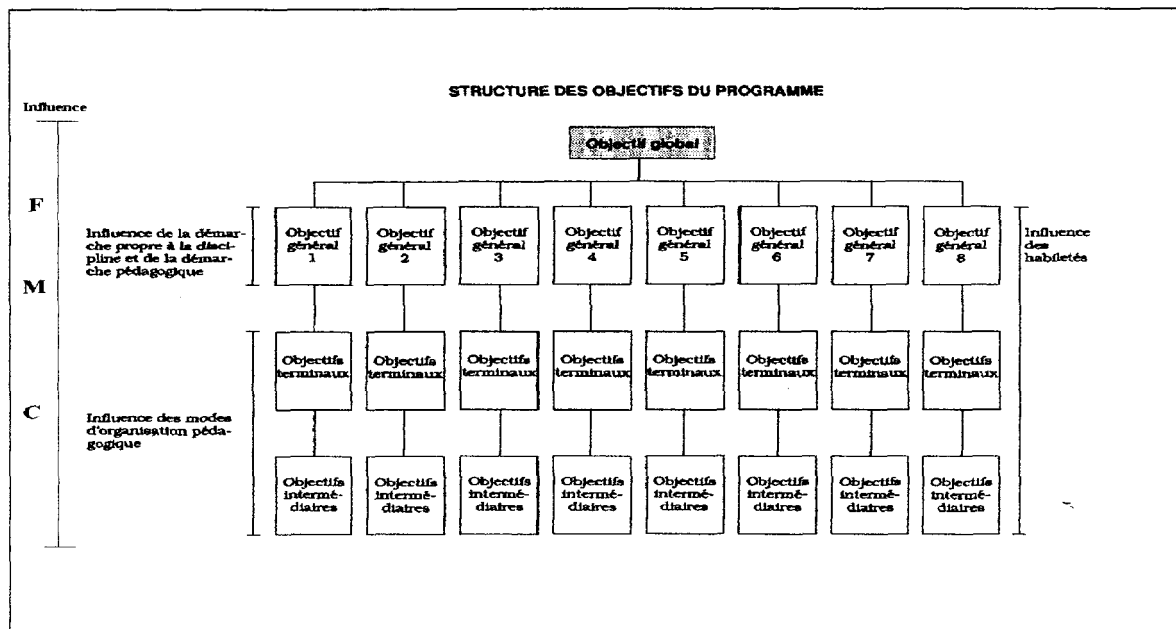 STRUCTURE DES OBJECTIFS DU PROGRAMME
Influence
Objectif global
F
M
C
Influence de la démar-
che propre à la disci-
pline et de la démar-
che pédagogique
Objectif
général
1
Objectif
général
2
Objectif
général
3
Objectif
général
4
Objectif
général
5
Objectif
général
6
Objectif
général
7
Objectif
général
8
Influence
des
habiletés
Objectifs
terminaux
Objectifs
terminaux
Objectifs
terminaux
Objectifs
terminaux
Objectifs
terminaux
Objectifs
terminaux
Objectifs
terminaux
Objectifs
terminaux
Influence des modes
d'organisation péda-
gogique
Objectifs
intermé-
diaires
Objectifs
intermé-
diaires
Objectifs
intermé-
diaires
Objectifs
intermé-
diaires
Objectifs
intermé-
diaires
Objectifs
intermé-
diaires
Objectifs
intermé-
diaires
Objectifs
intermé-
diaires